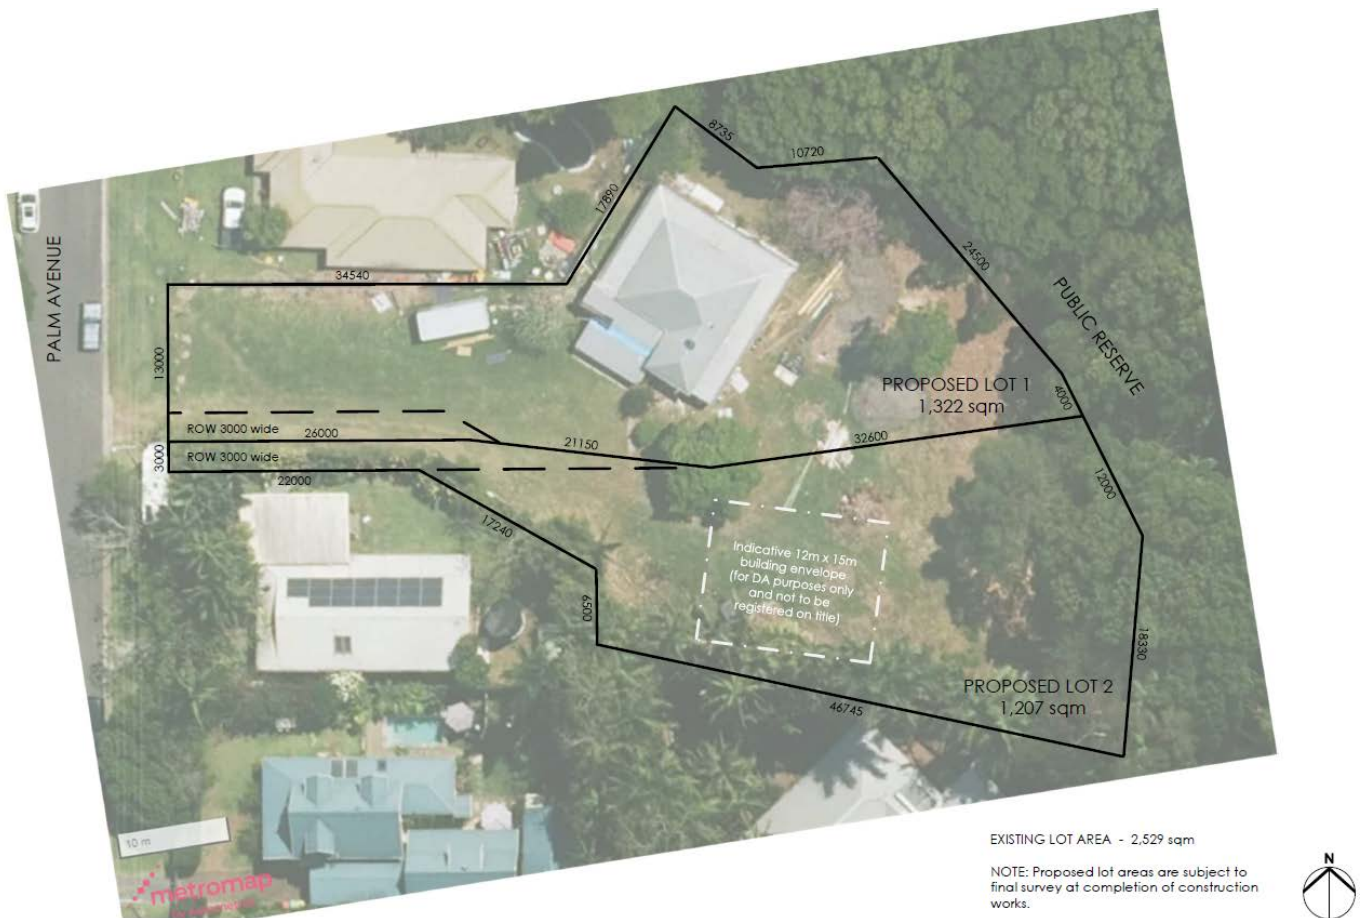 8735
10720
17890
24500
PALM AVENUE
34540
PUBLIC RESERVE
13000
PROPOSED LOT 1
1,322 sqm
4000
ROW 3000 wide
26000
21150
32600
3000
ROW 3000 wide
22000
12000
17240
Indicative 12m x 15m
building envelope
(for DA purposes only
and not to be
registered on title)
6500
18330
PROPOSED LOT 2
1,207 sqm
46745
10 m
metromap
EXISTING LOT AREA - 2,529 sqm
NOTE: Proposed lot areas are subject to
final survey at completion of construction
works.
N